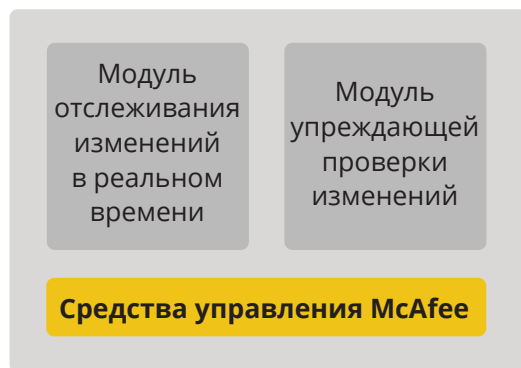 Модуль
отслеживания
изменений
в реальном
времени
Модуль
упреждающей
проверки
изменений
Средства управления McAfee